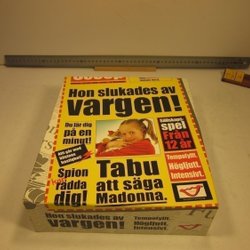 Hon slukades av
vargen!
Du lär dig
på en
minut!
Sällskaps-
spel
Från
12 år
Tempofyllt.
Högljutt.
Intensivt.
Spion
rädda
dig!
Tabu
att säga
Madonna.
Hon slukades av
vargen!
Tempofyllt.
Högljutt.
Intensivt.